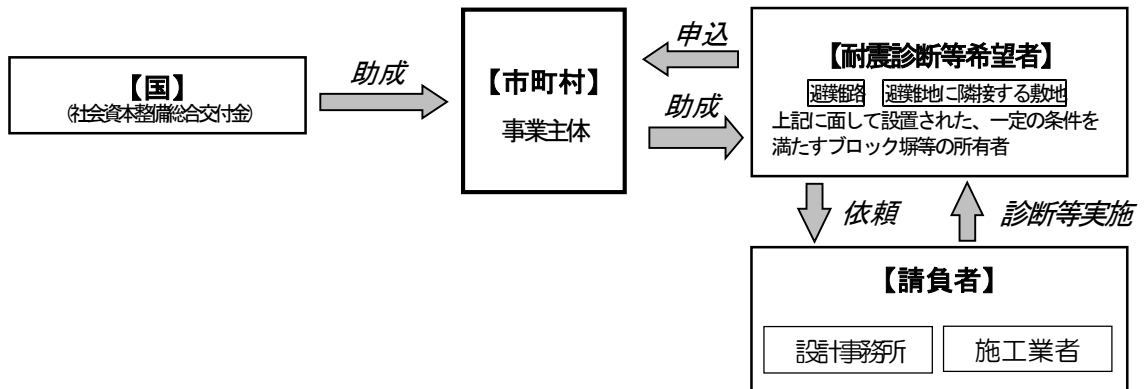 【国】
(社会資本整備総合交付金)
助成
【市町村】
事業主体
申込
助成
【耐震診断等希望者】
避難路 避難地に隣接する敷地
上記に面して設置された、一定の条件を
満たすブロック塀等の所有者
依頼
診断等実施
【請負者】
設計事務所
施工業者